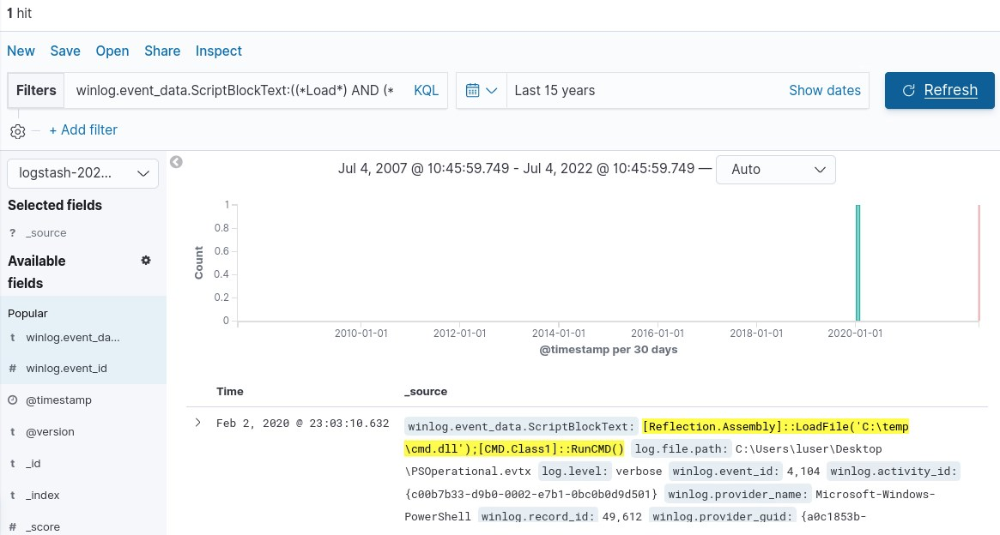 1 hit
New Save Open Share Inspect
Filters winlog.event_data.ScriptBlockText:((*Load*) AND (* KQL Last 15 years Show dates Refresh
+ Add filter
logstash-202...
Jul 4, 2007 @ 10:45:59.749 - Jul 4, 2022 @ 10:45:59.749 — Auto
Selected fields
? _source
Available
fields
Popular
t winlog.event_da...
# winlog.event_id
@timestamp
t @version
t _id
t _index
# _score
Count
1
0.8
0.6
0.4
0.2
0
2010-01-01 2012-01-01 2014-01-01 2016-01-01 2018-01-01 2020-01-01
@timestamp per 30 days
Time _source
Feb 2, 2020 @ 23:03:10.632 winlog.event_data.ScriptBlockText: [Reflection.Assembly]::LoadFile('C:\temp
\cmd.dll');[CMD.Class1]::RunCMD() log.file.path: C:\Users\luser\Desktop
\PSOperational.evtx log.level: verbose winlog.event_id: 4,104 winlog.activity_id:
{c00b7b33-d9b0-0002-e7b1-0bc0b0d9d501} winlog.provider_name: Microsoft-Windows-
PowerShell winlog.record_id: 49,612 winlog.provider_guid: {a0c1853b-